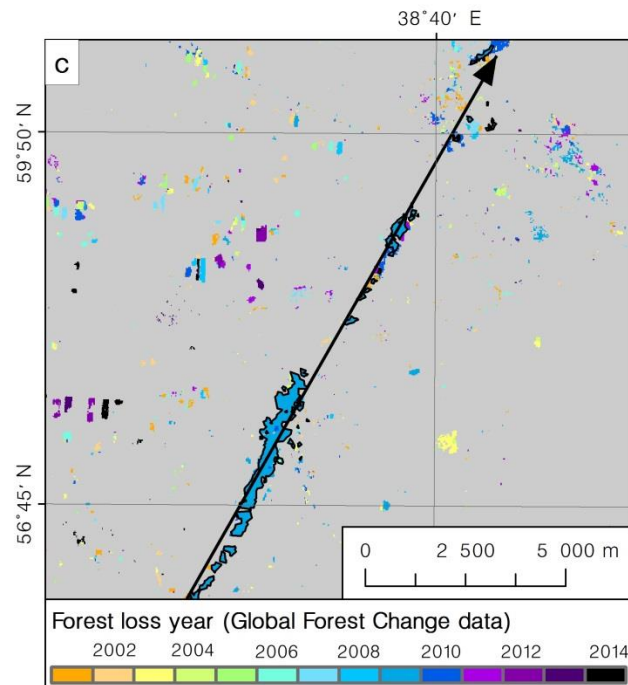 38°40′ E
c
59°50′ N
56°45′ N
0 2 500 5 000 m
Forest loss year (Global Forest Change data)
2002 2004 2006 2008 2010 2012 2014